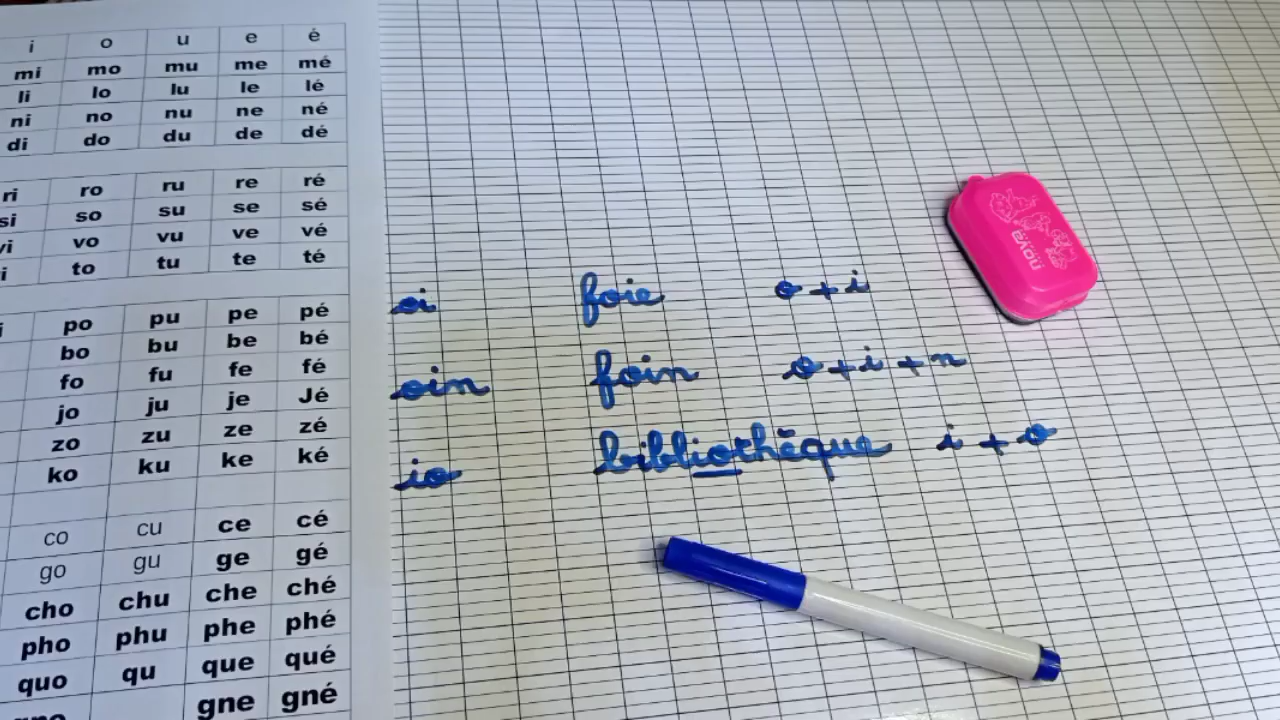 i o u e é
mi mo mu me mé
li lo lu le lé
ni no nu ne né
di do du de dé
ri ro ru re ré
si so su se sé
vi vo vu ve vé
i to tu te té
i po pu pe pé
bo bu be bé
fo fu fe fé
jo ju je Jé
zo zu ze zé
ko ku ke ké
co cu ce cé
go gu ge gé
cho chu che ché
pho phu phe phé
quo qu que qué
gne gné
oi foie o+i
oin foin o+i+n
io bibliothèque i+o